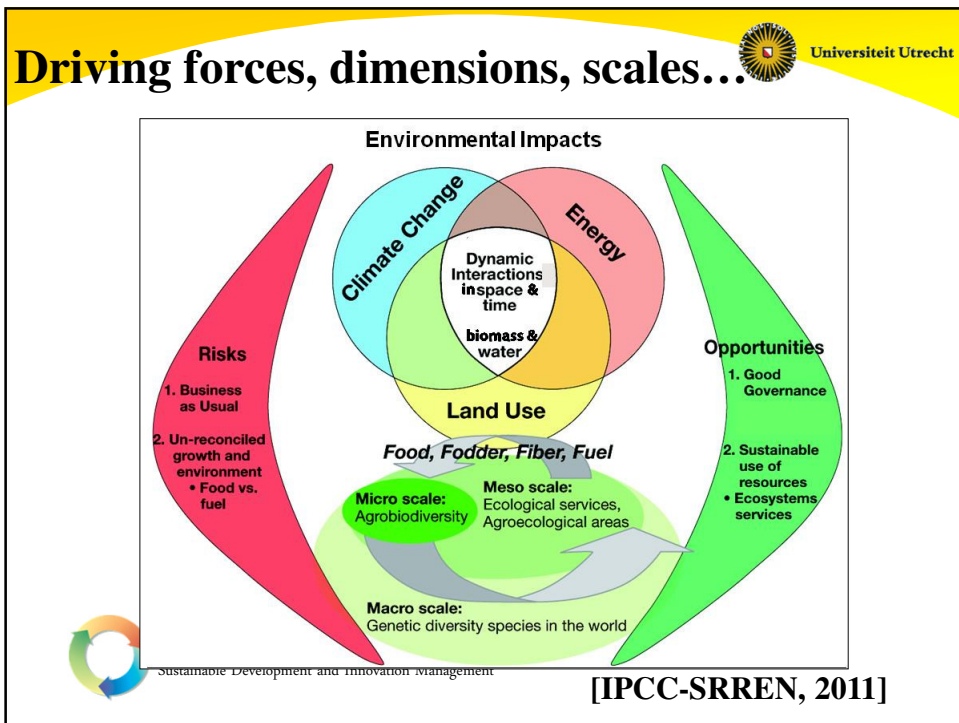 Driving forces, dimensions, scales…
Universiteit Utrecht
Environmental Impacts
Climate Change
Energy
Dynamic
Interactions
in space &
time
biomass &
water
Land Use
Risks
1. Business
as Usual
2. Un-reconciled
growth and
environment
• Food vs.
fuel
Opportunities
1. Good
Governance
2. Sustainable
use of
resources
• Ecosystems
services
Food, Fodder, Fiber, Fuel
Micro scale:
Agrobiodiversity
Meso scale:
Ecological services,
Agroecological areas
Macro scale:
Genetic diversity species in the world
Sustainable Development and Innovation Management
[IPCC-SRREN, 2011]